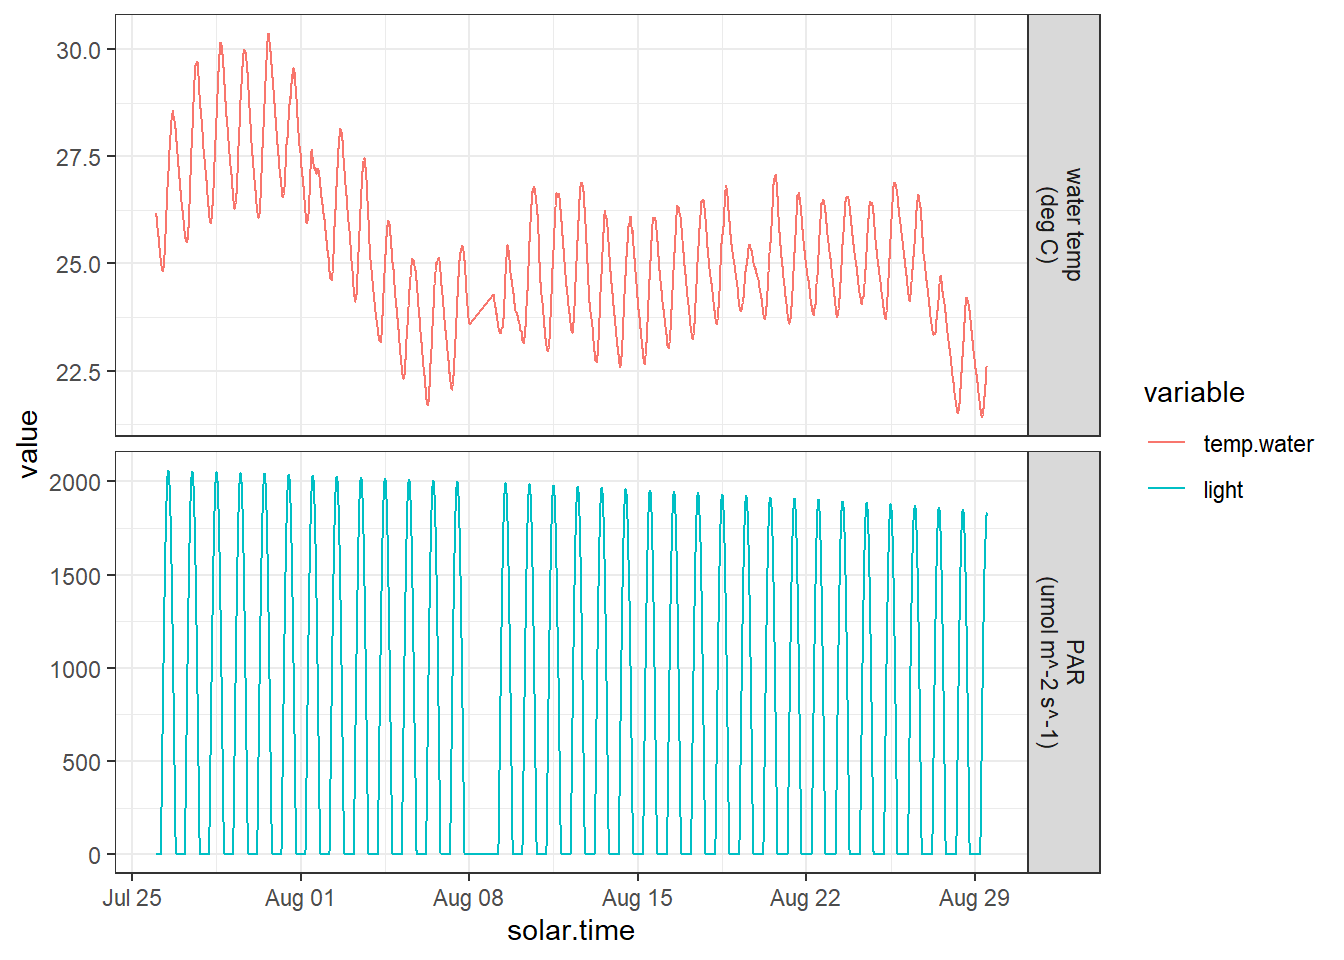 30.0
27.5
25.0
22.5
water temp
(deg C)
value
2000
1500
1000
500
0
PAR
(umol m^-2 s^-1)
Jul 25
Aug 01
Aug 08
Aug 15
Aug 22
Aug 29
solar.time
variable
temp.water
light